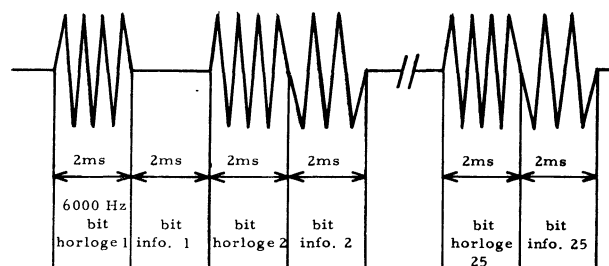 2ms 2ms 2ms 2ms 2ms 2ms
6000 Hz
bit bit bit bit bit bit
horloge 1 info. 1 horloge 2 info. 2 horloge info. 25
25